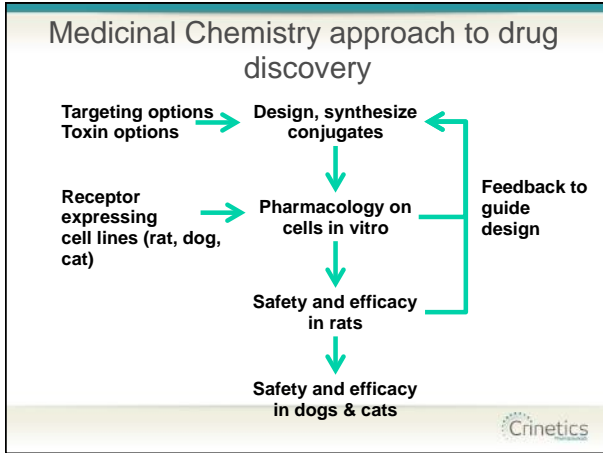 Medicinal Chemistry approach to drug
discovery
Targeting options
Toxin options
Design, synthesize
conjugates
Receptor
expressing
cell lines (rat, dog,
cat)
Pharmacology on
cells in vitro
Feedback to
guide
design
Safety and efficacy
in rats
Safety and efficacy
in dogs & cats
Crinetics
Pharmaceuticals